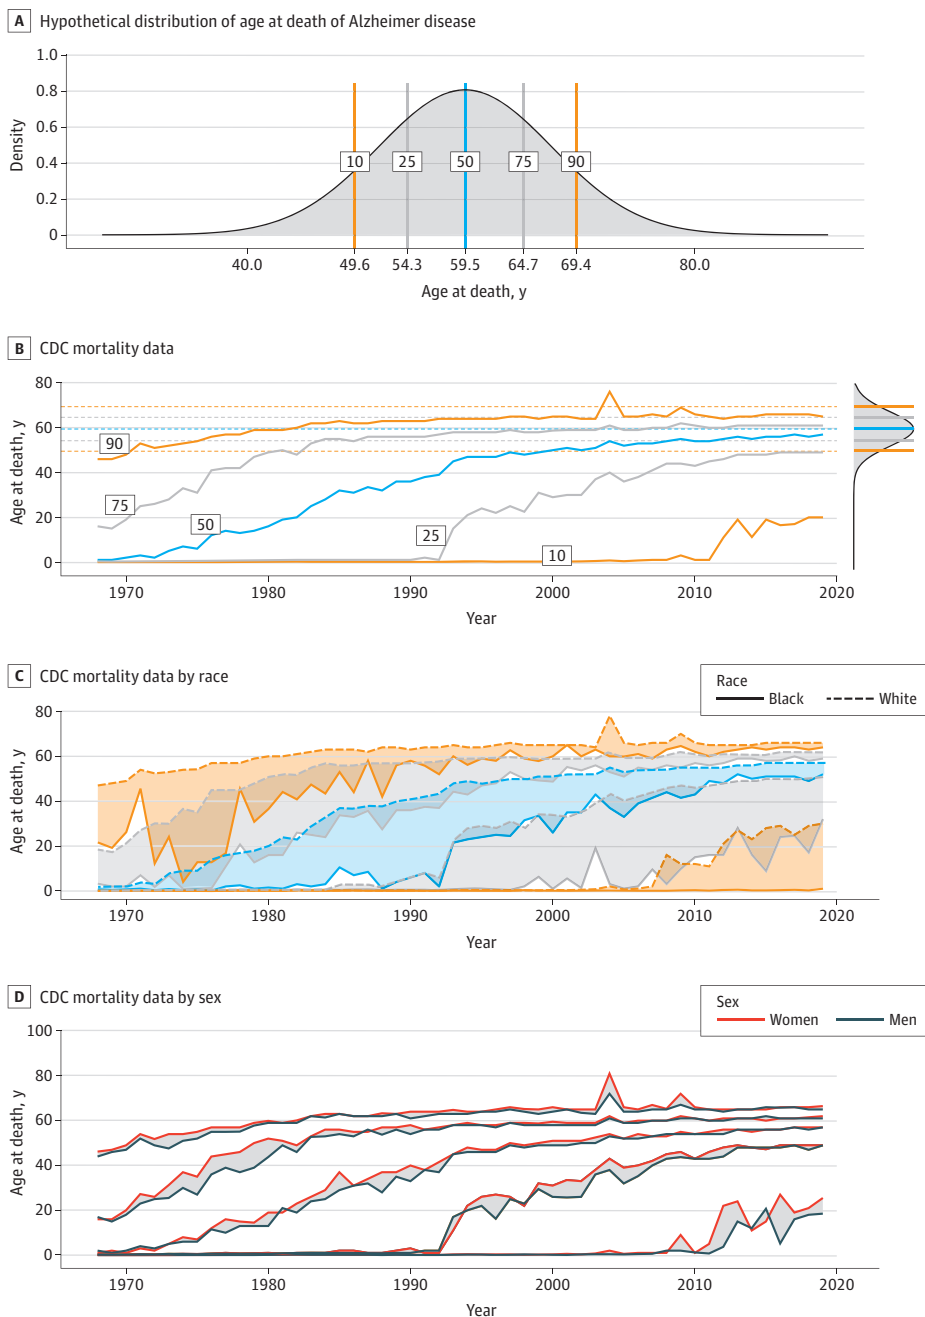 A Hypothetical distribution of age at death of Alzheimer disease
1.0
0.8
0.6
0.4
0.2
0
Density
10 25 50 75 90
40.0 49.6 54.3 59.5 64.7 69.4 80.0
Age at death, y
B CDC mortality data
80
60
40
20
0
Age at death, y
90
75
50
25
10
1970 1980 1990 2000 2010 2020
Year
C CDC mortality data by race
Race
Black White
80
60
40
20
0
Age at death, y
1970 1980 1990 2000 2010 2020
Year
D CDC mortality data by sex
Sex
Women Men
100
80
60
40
20
0
Age at death, y
1970 1980 1990 2000 2010 2020
Year